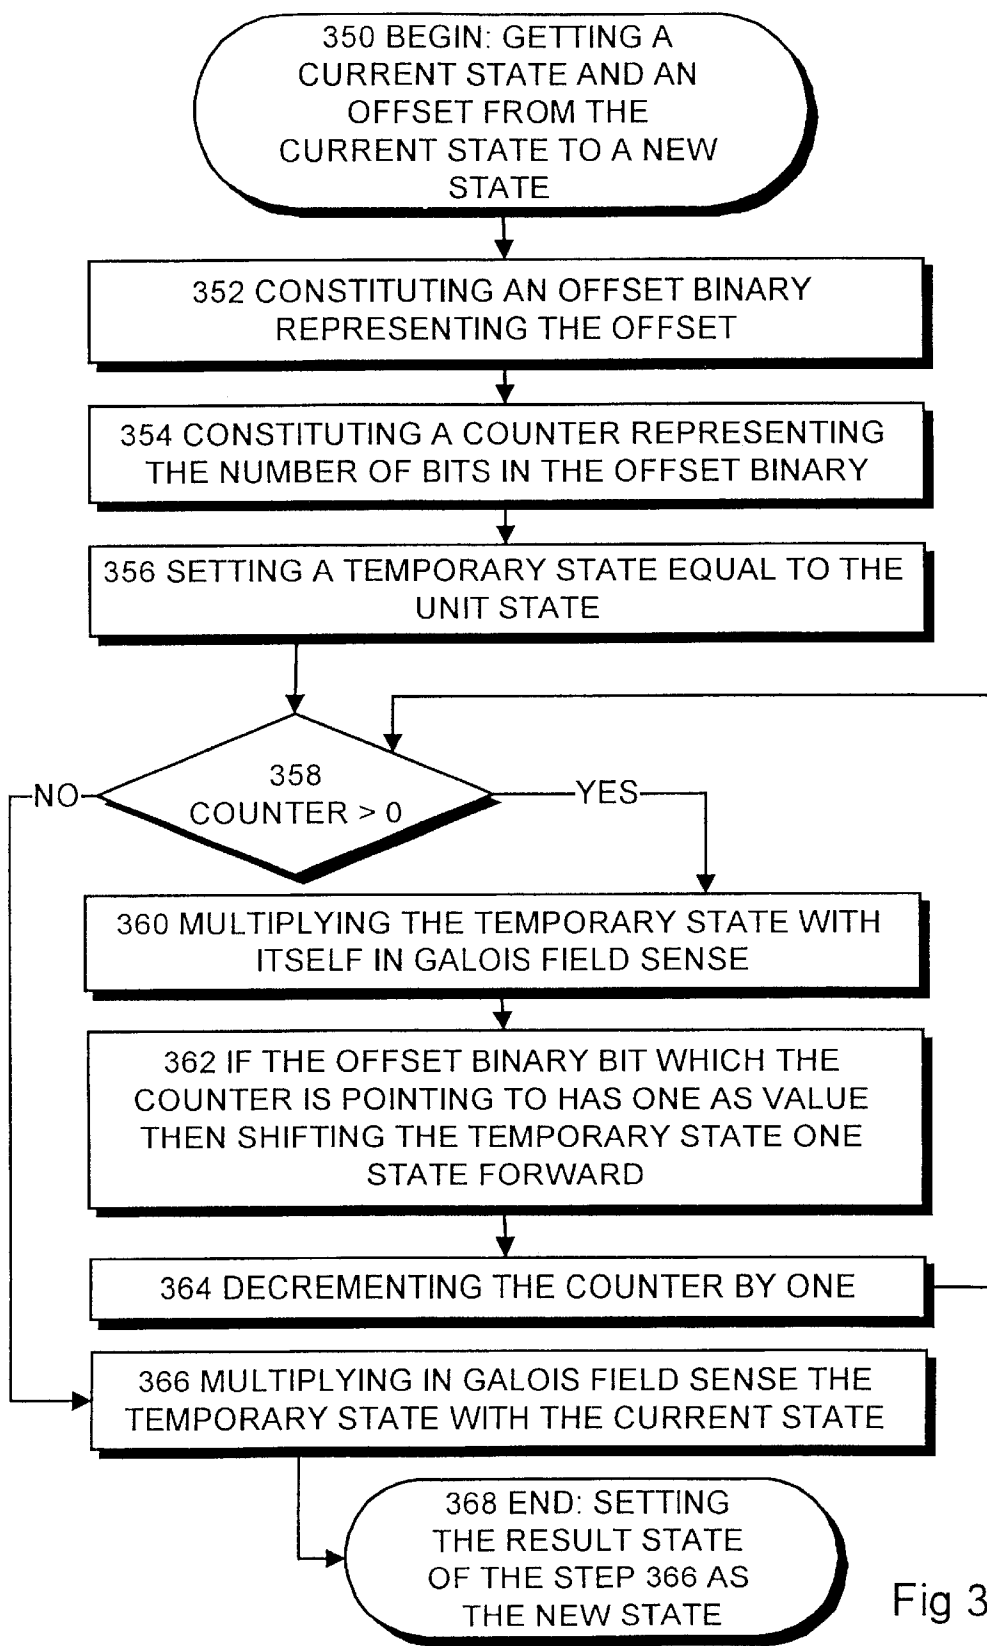 350 BEGIN: GETTING A
CURRENT STATE AND AN
OFFSET FROM THE
CURRENT STATE TO A NEW
STATE
352 CONSTITUTING AN OFFSET BINARY
REPRESENTING THE OFFSET
354 CONSTITUTING A COUNTER REPRESENTING
THE NUMBER OF BITS IN THE OFFSET BINARY
356 SETTING A TEMPORARY STATE EQUAL TO THE
UNIT STATE
358
COUNTER > 0
NO
YES
360 MULTIPLYING THE TEMPORARY STATE WITH
ITSELF IN GALOIS FIELD SENSE
362 IF THE OFFSET BINARY BIT WHICH THE
COUNTER IS POINTING TO HAS ONE AS VALUE
THEN SHIFTING THE TEMPORARY STATE ONE
STATE FORWARD
364 DECREMENTING THE COUNTER BY ONE
366 MULTIPLYING IN GALOIS FIELD SENSE THE
TEMPORARY STATE WITH THE CURRENT STATE
368 END: SETTING
THE RESULT STATE
OF THE STEP 366 AS
THE NEW STATE
Fig 3